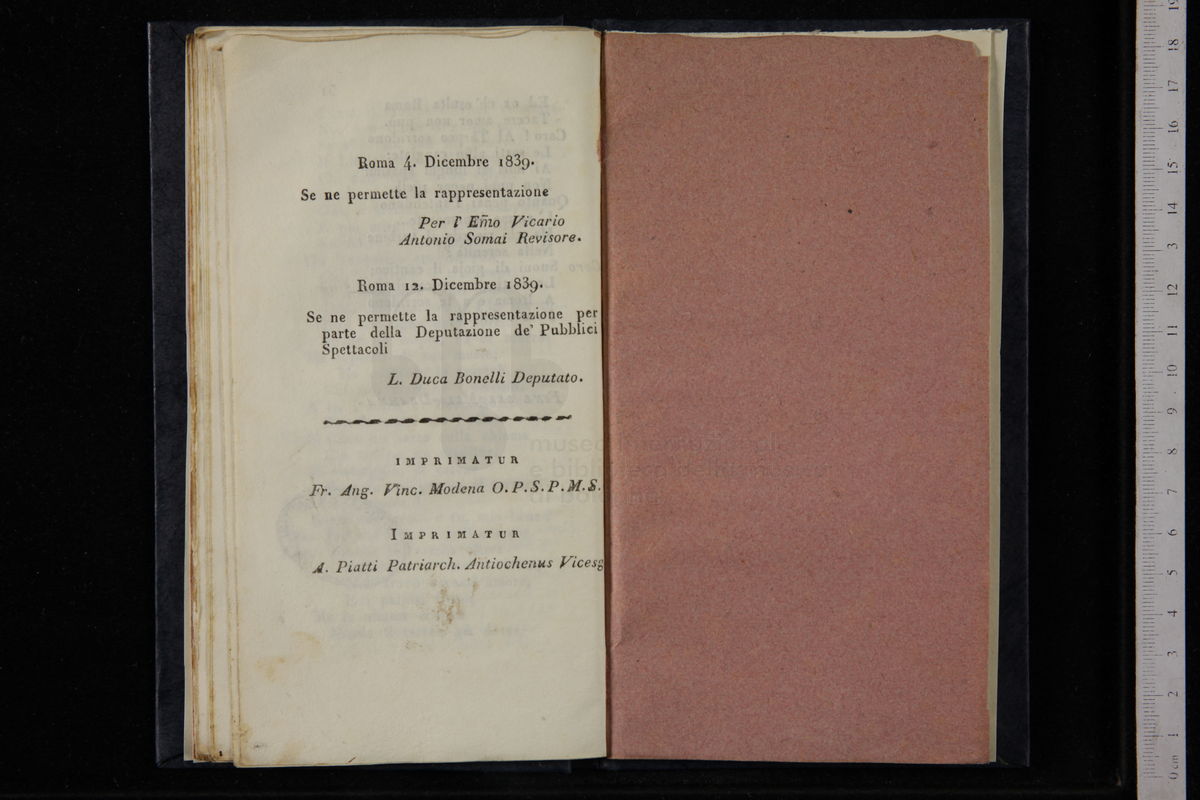 Roma 4. Dicembre 1839.
Se ne permette la rappresentazione
Per l' Em̃o Vicario
Antonio Somai Revisore.
Roma 12. Dicembre 1839.
Se ne permette la rappresentazione per
parte della Deputazione de' Pubblici
Spettacoli
L. Duca Bonelli Deputato.
IMPRIMATUR
Fr. Ang. Vinc. Modena O.P.S.P.M.S.
IMPRIMATUR
A. Piatti Patriarch. Antiochenus Vicesg